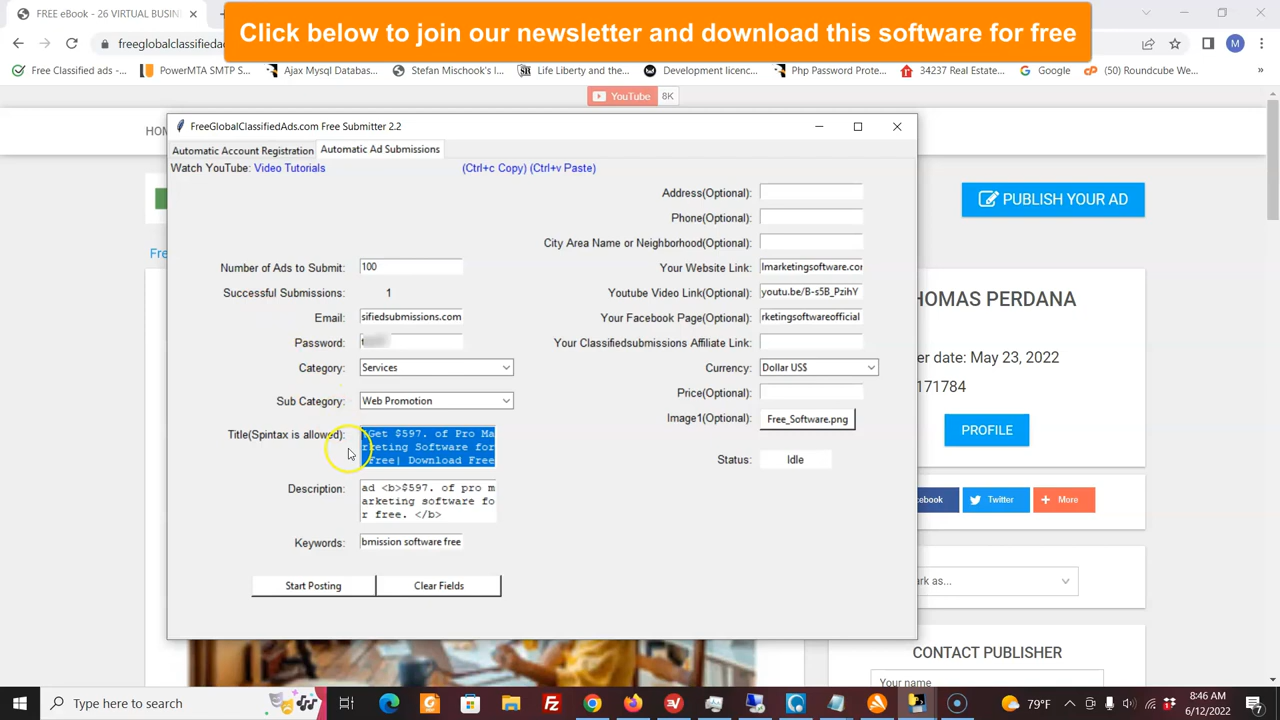 FREE eBook - 26 VIRTUAL BUSINE
Click below to join our newsletter and download this software for free
freeglobalclassifiedads.co
M
Free Classified ads -...
PowerMTA SMTP S...
Ajax Mysql Databas...
Stefan Mischook's I...
Life Liberty and the...
Development licenc...
Php Password Prote...
34237 Real Estate...
Google
(50) Roundcube We...
»
YouTube 8K
HOM
FreeGlobalClassifiedAds.com Free Submitter 2.2
Automatic Account Registration
Automatic Ad Submissions
Watch YouTube: Video Tutorials
(Ctrl+c Copy) (Ctrl+v Paste)
Address(Optional):
Phone(Optional):
City Area Name or Neighborhood(Optional):
PUBLISH YOUR AD
Fre
Number of Ads to Submit: 100
Your Website Link: lmarketingsoftware.com
Successful Submissions: 1
Youtube Video Link(Optional): youtu.be/B-s5B_PzihY
Email: sifiedsubmissions.com
Your Facebook Page(Optional): rketingsoftwareofficial
Password: t
Your Classifiedsubmissions Affiliate Link:
Category: Services
Currency: Dollar US$
Sub Category: Web Promotion
Price(Optional):
Image1(Optional): Free_Software.png
Title(Spintax is allowed): {Get $597. of Pro Ma
rketing Software for
Free| Download Free
Status: Idle
Description: ad <b>$597. of pro m
arketing software fo
r free. </b>
Keywords: bmission software free
Start Posting
Clear Fields
HOMAS PERDANA
er date: May 23, 2022
171784
PROFILE
cebook
Twitter
More
ark as...
CONTACT PUBLISHER
Your name
Type here to search
79°F
8:46 AM
6/12/2022